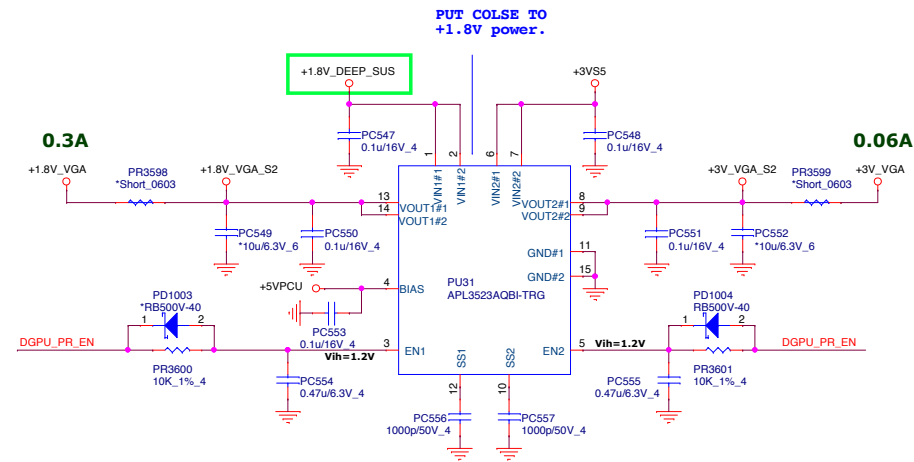 PUT COLSE TO
+1.8V power.
+1.8V_DEEP_SUS
+3VS5
PC547
0.1u/16V_4
PC548
0.1u/16V_4
0.3A
0.06A
+1.8V_VGA
PR3598
*Short_0603
+1.8V_VGA_S2
+3V_VGA_S2
PR3599
*Short_0603
+3V_VGA
1
2
6
7
VIN1#1
VIN1#2
VIN2#1
VIN2#2
13
VOUT1#1
14
VOUT1#2
8
VOUT2#1
9
VOUT2#2
PC549
*10u/6.3V_6
PC550
0.1u/16V_4
PC551
0.1u/16V_4
PC552
*10u/6.3V_6
11
GND#1
15
GND#2
+5VPCU
4
BIAS
PU31
APL3523AQBI-TRG
PC553
0.1u/16V_4
PD1003
*RB500V-40
1
2
PD1004
RB500V-40
1
2
DGPU_PR_EN
3
EN1
Vih=1.2V
5
EN2
Vih=1.2V
DGPU_PR_EN
PR3600
10K_1%_4
PR3601
10K_1%_4
SS1
SS2
12
10
PC554
0.47u/6.3V_4
PC555
0.47u/6.3V_4
PC556
1000p/50V_4
PC557
1000p/50V_4